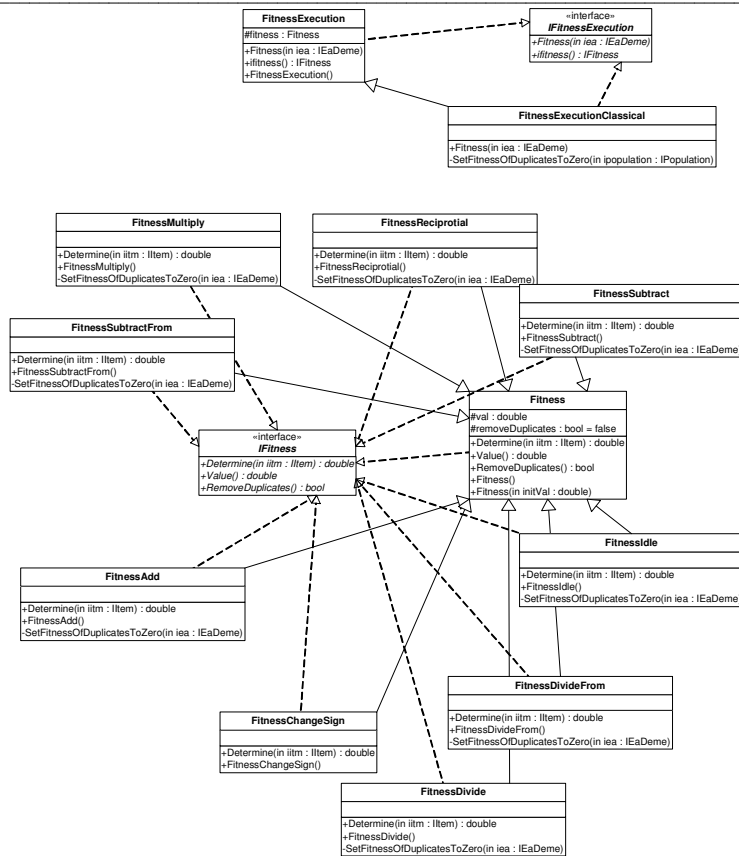 FitnessExecution
#fitness : Fitness
+Fitness(in iea : IEaDeme)
+ifitness() : IFitness
+FitnessExecution()
«interface»
IFitnessExecution
+Fitness(in iea : IEaDeme)
+ifitness() : IFitness
FitnessExecutionClassical
+Fitness(in iea : IEaDeme)
-SetFitnessOfDuplicatesToZero(in ipopulation : IPopulation)
FitnessMultiply
+Determine(in iitm : IItem) : double
+FitnessMultiply()
-SetFitnessOfDuplicatesToZero(in iea : IEaDeme)
FitnessReciprotial
+Determine(in iitm : IItem) : double
+FitnessReciprotial()
-SetFitnessOfDuplicatesToZero(in iea : IEaDeme)
FitnessSubtract
+Determine(in iitm : IItem) : double
+FitnessSubtract()
-SetFitnessOfDuplicatesToZero(in iea : IEaDeme)
FitnessSubtractFrom
+Determine(in iitm : IItem) : double
+FitnessSubtractFrom()
-SetFitnessOfDuplicatesToZero(in iea : IEaDeme)
Fitness
#val : double
#removeDuplicates : bool = false
+Determine(in iitm : IItem) : double
+Value() : double
+RemoveDuplicates() : bool
+Fitness()
+Fitness(in initVal : double)
«interface»
IFitness
+Determine(in iitm : IItem) : double
+Value() : double
+RemoveDuplicates() : bool
FitnessIdle
+Determine(in iitm : IItem) : double
+FitnessIdle()
-SetFitnessOfDuplicatesToZero(in iea : IEaDeme)
FitnessAdd
+Determine(in iitm : IItem) : double
+FitnessAdd()
-SetFitnessOfDuplicatesToZero(in iea : IEaDeme)
FitnessDivideFrom
+Determine(in iitm : IItem) : double
+FitnessDivideFrom()
-SetFitnessOfDuplicatesToZero(in iea : IEaDeme)
FitnessChangeSign
+Determine(in iitm : IItem) : double
+FitnessChangeSign()
FitnessDivide
+Determine(in iitm : IItem) : double
+FitnessDivide()
-SetFitnessOfDuplicatesToZero(in iea : IEaDeme)